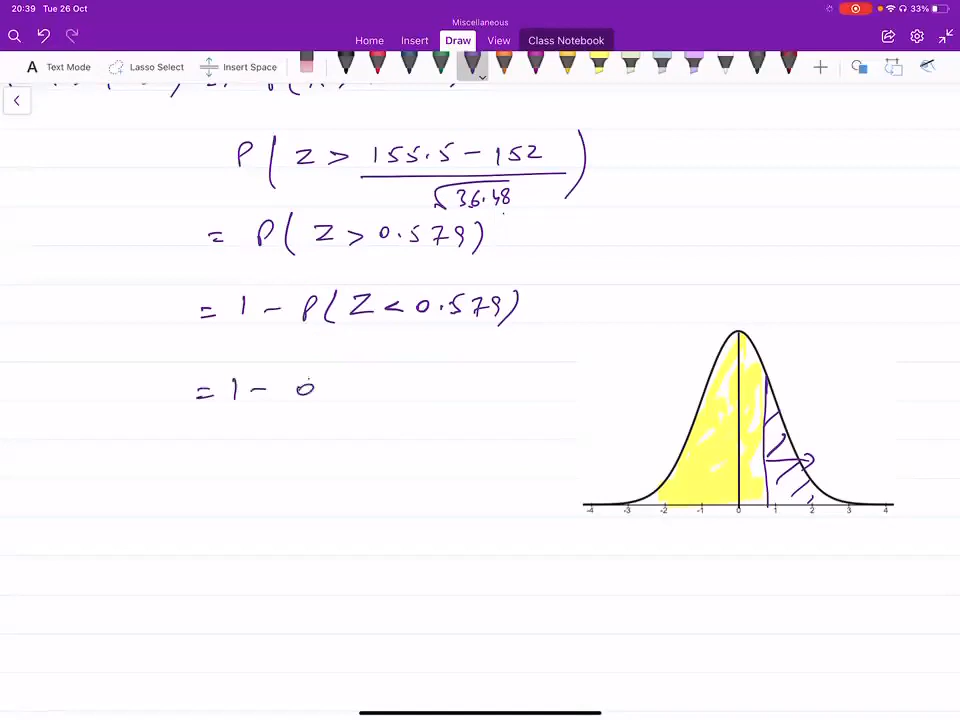 20:39 Tue 26 Oct
33%
Miscellaneous
Home Insert Draw View Class Notebook
A Text Mode Lasso Select Insert Space
P( Z > 155.5 - 152 / √36.48 )
= P( Z > 0.579)
= 1 - P( Z < 0.579)
= 1 - 0
-4 -3 -2 -1 0 1 2 3 4